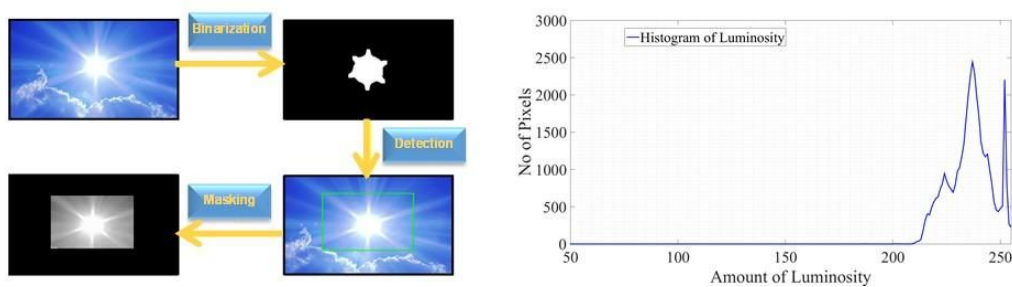 Binarization
Detection
Masking
3000
2500
2000
1500
1000
500
0
No of Pixels
Histogram of Luminosity
50 100 150 200 250
Amount of Luminosity